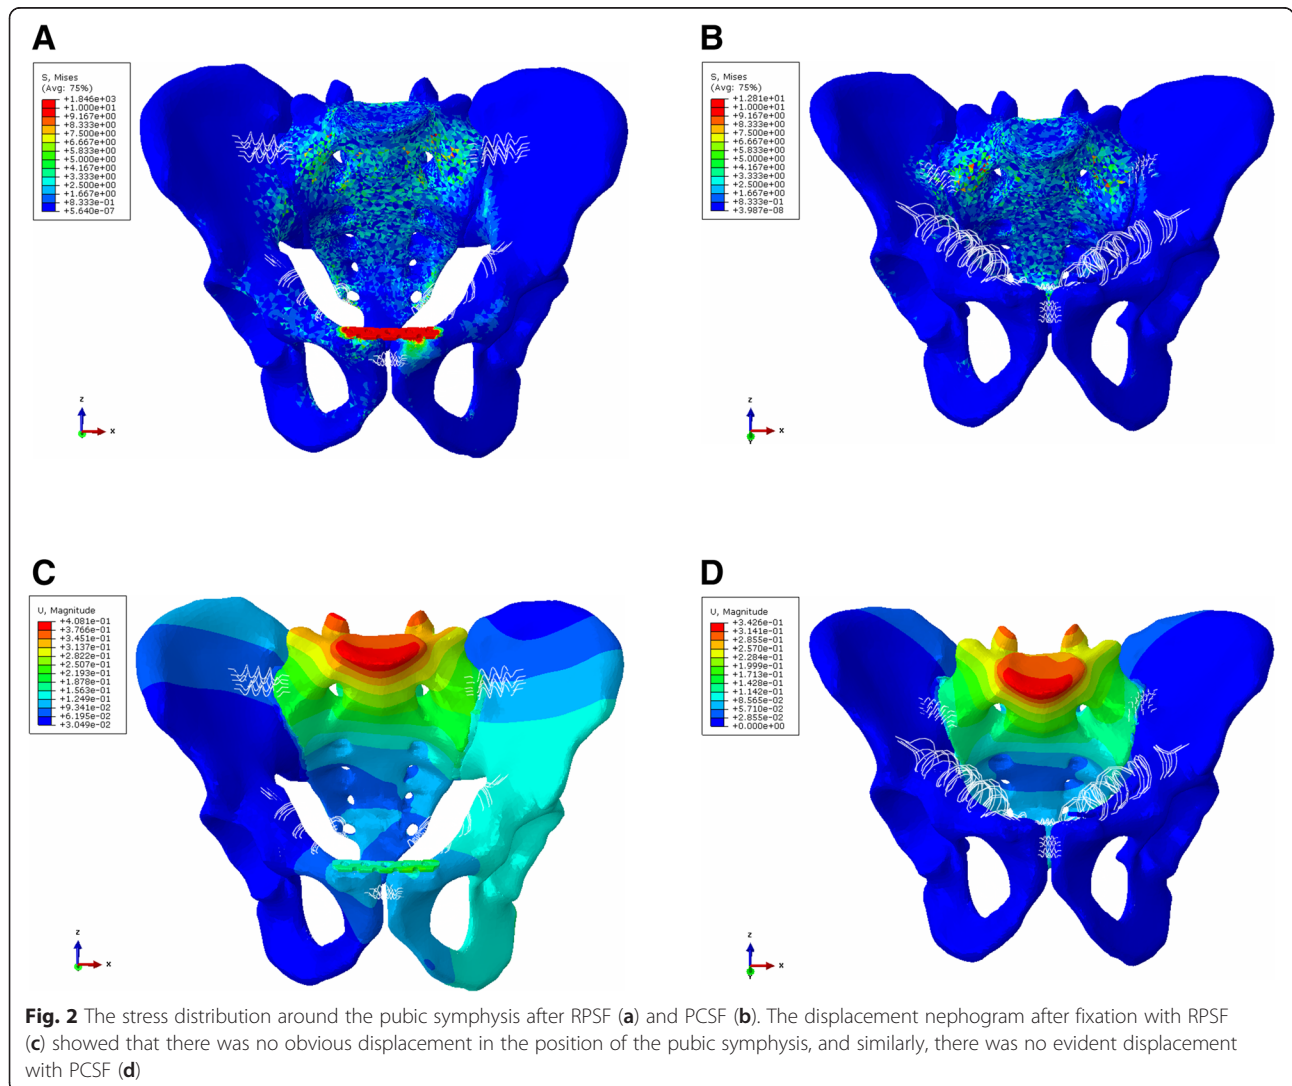 A
S, Mises
(Avg: 75%)
+1.846e+03
+1.000e+01
+9.167e+00
+8.333e+00
+7.500e+00
+6.667e+00
+5.833e+00
+5.000e+00
+4.167e+00
+3.333e+00
+2.500e+00
+1.667e+00
+8.333e-01
+5.640e-07
z
x
B
S, Mises
(Avg: 75%)
+1.281e+01
+1.000e+01
+9.167e+00
+8.333e+00
+7.500e+00
+6.667e+00
+5.833e+00
+5.000e+00
+4.167e+00
+3.333e+00
+2.500e+00
+1.667e+00
+8.333e-01
+3.987e-08
z
Y
x
C
U, Magnitude
+4.081e-01
+3.766e-01
+3.451e-01
+3.137e-01
+2.822e-01
+2.507e-01
+2.193e-01
+1.878e-01
+1.563e-01
+1.249e-01
+9.341e-02
+6.195e-02
+3.049e-02
z
x
D
U, Magnitude
+3.426e-01
+3.141e-01
+2.855e-01
+2.570e-01
+2.284e-01
+1.999e-01
+1.713e-01
+1.428e-01
+1.142e-01
+8.565e-02
+5.710e-02
+2.855e-02
+0.000e+00
z
Y
x
Fig. 2 The stress distribution around the pubic symphysis after RPSF (a) and PCSF (b). The displacement nephogram after fixation with RPSF
(c) showed that there was no obvious displacement in the position of the pubic symphysis, and similarly, there was no evident displacement
with PCSF (d)